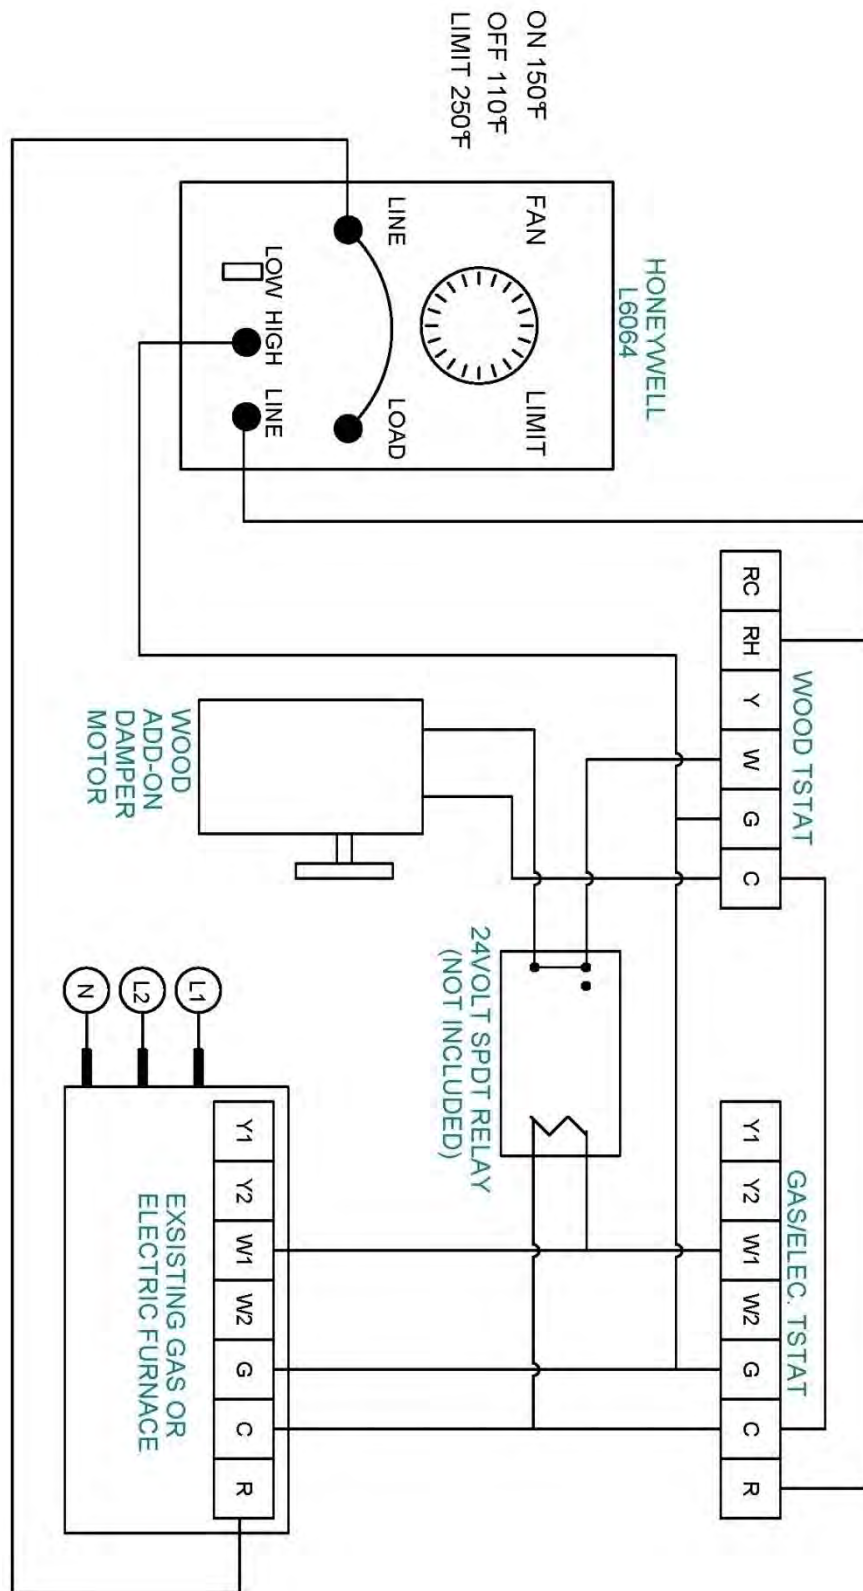 ON 150°F
OFF 110°F
LIMIT 250°F
HONEYWELL
L6064
FAN
LIMIT
LINE
LOAD
LOW HIGH LINE
WOOD TSTAT
RC
RH
Y
W
G
C
WOOD
ADD-ON
DAMPER
MOTOR
24VOLT SPDT RELAY
(NOT INCLUDED)
GAS/ELEC. TSTAT
Y1
Y2
W1
W2
G
C
R
L1
L2
N
Y1
Y2
W1
W2
G
C
R
EXSISTING GAS OR
ELECTRIC FURNACE